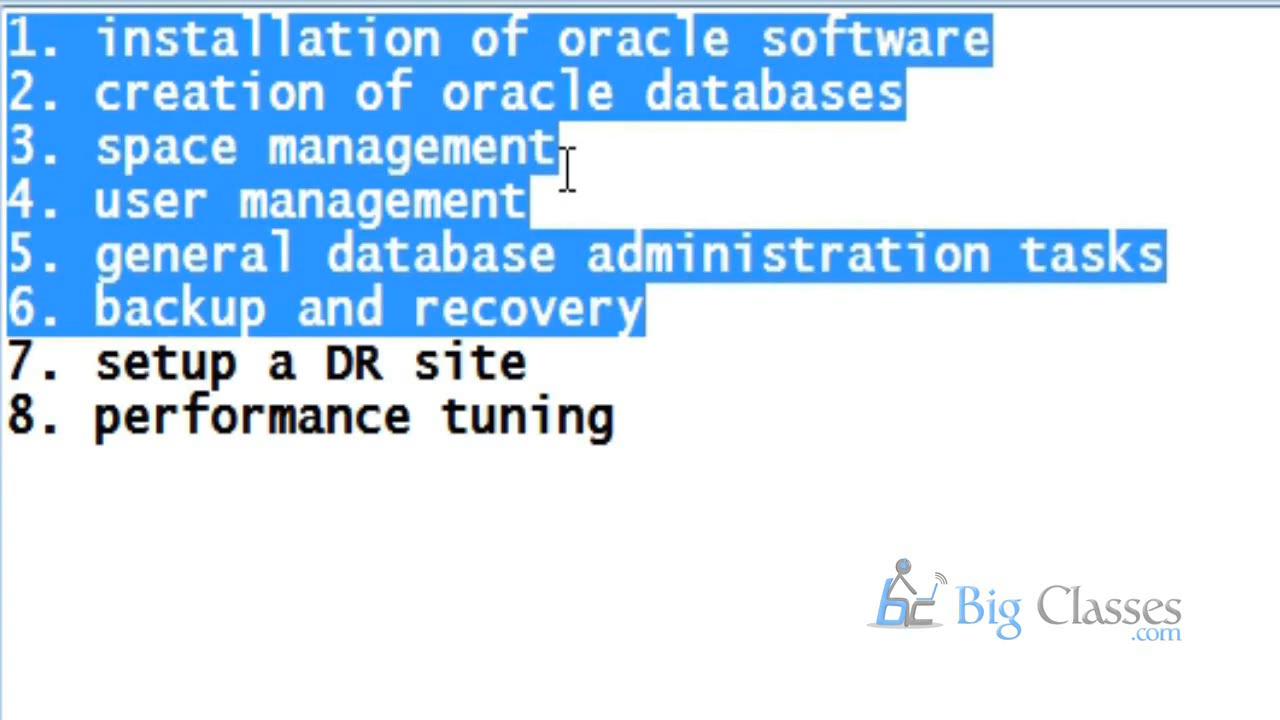 1. installation of oracle software
2. creation of oracle databases
3. space management
4. user management
5. general database administration tasks
6. backup and recovery
7. setup a DR site
8. performance tuning
bc Big Classes
.com